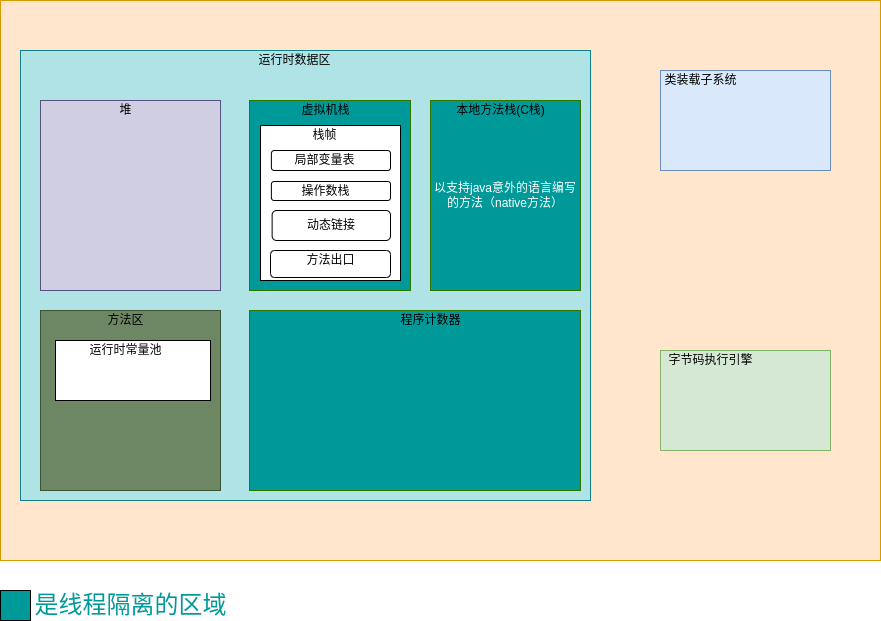 运行时数据区
类装载子系统
堆
虚拟机栈
本地方法栈(C栈)
栈帧
局部变量表
操作数栈
动态链接
方法出口
以支持java意外的语言编写
的方法（native方法）
方法区
运行时常量池
程序计数器
字节码执行引擎
是线程隔离的区域